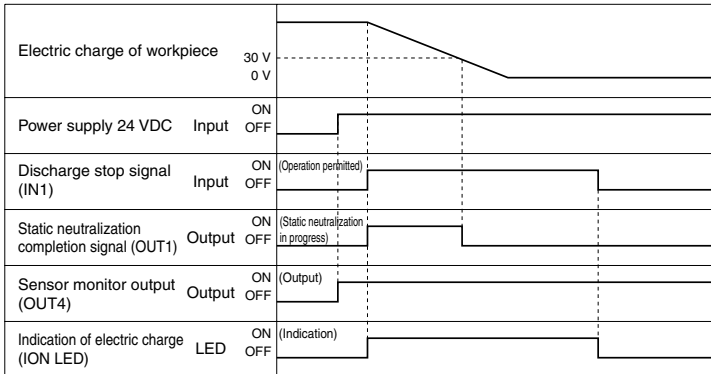 Electric charge of workpiece
30 V
0 V
Power supply 24 VDC Input ON OFF
Discharge stop signal (IN1) Input ON OFF (Operation permitted)
Static neutralization completion signal (OUT1) Output ON OFF (Static neutralization in progress)
Sensor monitor output (OUT4) Output ON OFF (Output)
Indication of electric charge (ION LED) LED ON OFF (Indication)